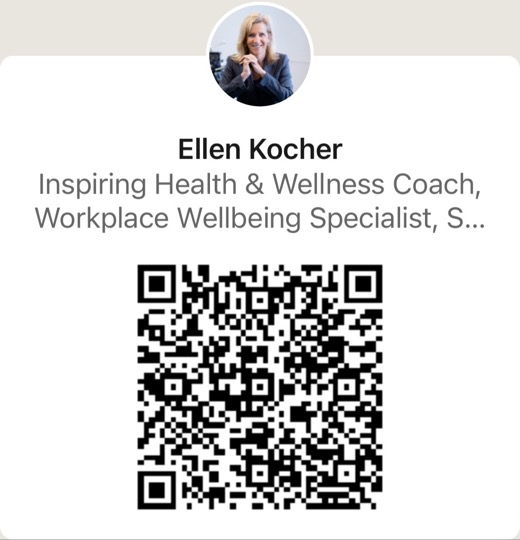 Ellen Kocher
Inspiring Health & Wellness Coach,
Workplace Wellbeing Specialist, S...